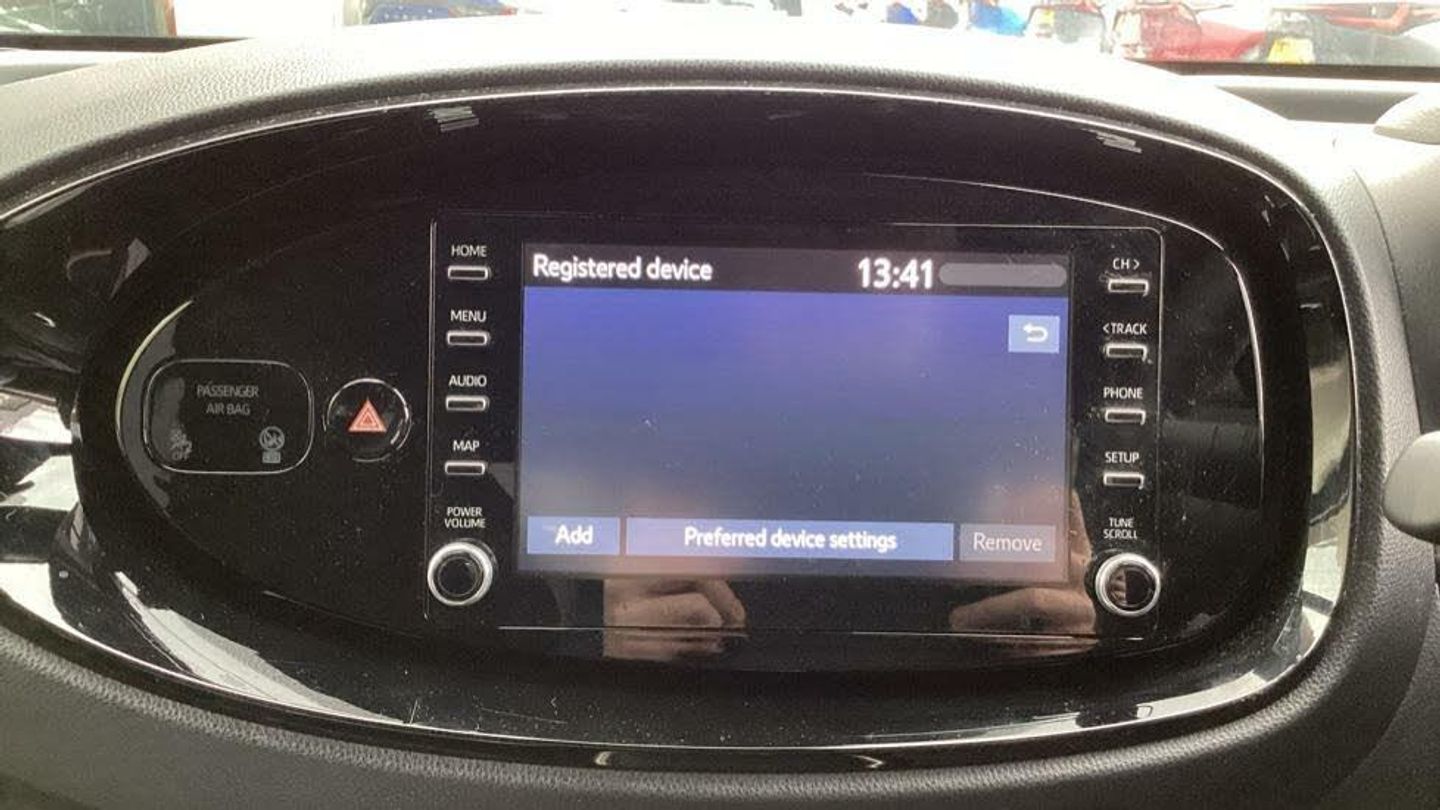 PASSENGER
AIR BAG
HOME
MENU
AUDIO
MAP
POWER
VOLUME
Registered device 13:41
Add Preferred device settings Remove
CH >
< TRACK
PHONE
SETUP
TUNE
SCROLL